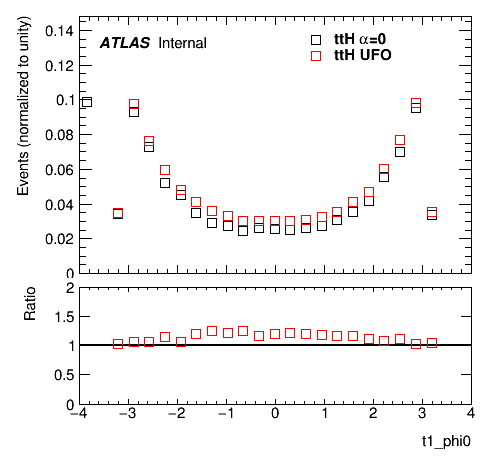 ATLAS Internal
ttH α=0
ttH UFO
Events (normalized to unity)
0.14
0.12
0.1
0.08
0.06
0.04
0.02
0
Ratio
2
1.5
1
0.5
0
−4 −3 −2 −1 0 1 2 3 4
t1_phi0